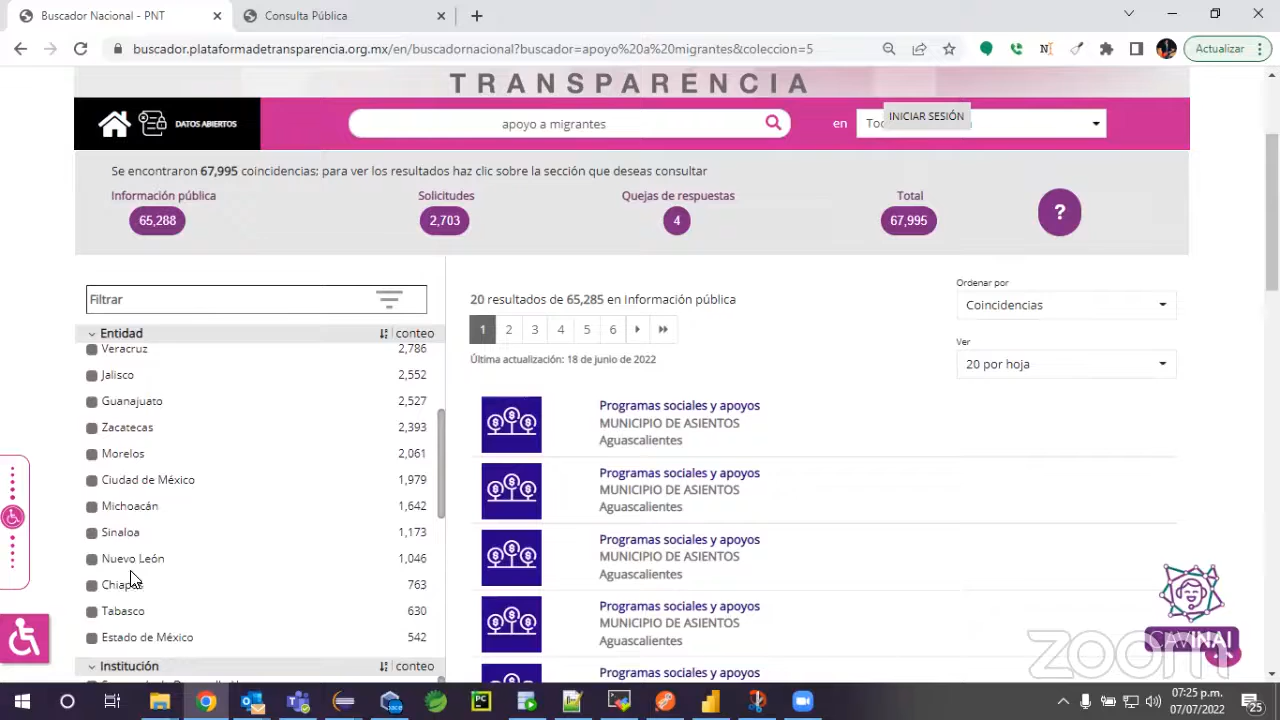 Buscador Nacional - PNT
Consulta Pública
buscador.plataformadetransparencia.org.mx/en/buscadornacional?buscador=apoyo%20a%20migrantes&coleccion=5
Actualizar
TRANSPARENCIA
DATOS ABIERTOS
apoyo a migrantes
en
INICIAR SESIÓN
Se encontraron 67,995 coincidencias; para ver los resultados haz clic sobre la sección que deseas consultar
Información pública
Solicitudes
Quejas de respuestas
Total
65,288
2,703
4
67,995
?
Filtrar
Entidad
conteo
Veracruz 2,786
Jalisco 2,552
Guanajuato 2,527
Zacatecas 2,393
Morelos 2,061
Ciudad de México 1,979
Michoacán 1,642
Sinaloa 1,173
Nuevo León 1,046
Chiapas 763
Tabasco 630
Estado de México 542
Institución
conteo
20 resultados de 65,285 en información pública
1 2 3 4 5 6
Última actualización: 18 de junio de 2022
Ordenar por
Coincidencias
Ver
20 por hoja
Programas sociales y apoyos
MUNICIPIO DE ASIENTOS
Aguascalientes
Programas sociales y apoyos
MUNICIPIO DE ASIENTOS
Aguascalientes
Programas sociales y apoyos
MUNICIPIO DE ASIENTOS
Aguascalientes
Programas sociales y apoyos
MUNICIPIO DE ASIENTOS
Aguascalientes
Programas sociales y apoyos
CAVINAI
zoom
07:25 p.m.
07/07/2022
25